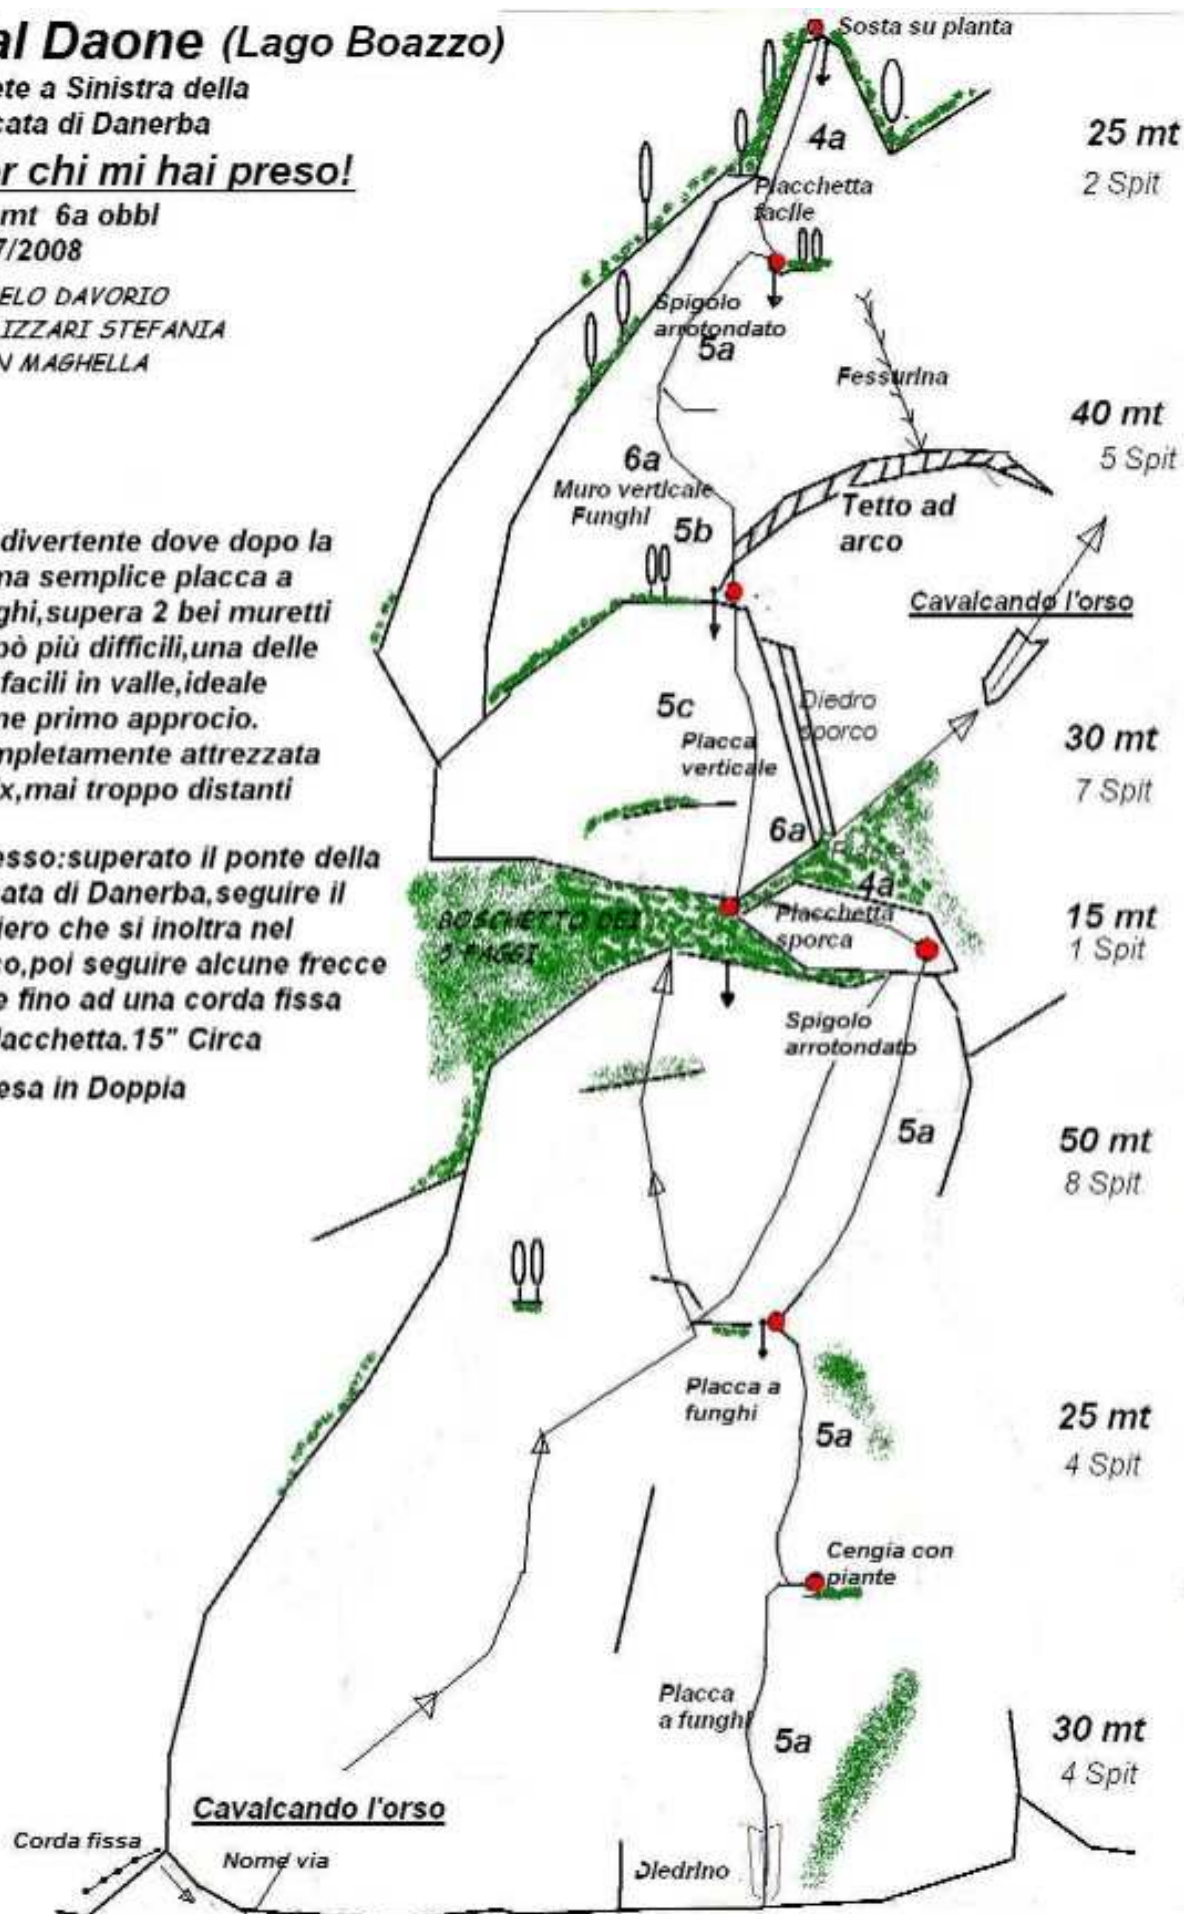 al Daone (Lago Boazzo)
ete a Sinistra della
cata di Danerba
er chi mi hai preso!
mt 6a obbl
7/2008
ELO DAVORIO
LIZZARI STEFANIA
N MAGHELLA
divertente dove dopo la
ma semplice placca a
ghi,supera 2 bei muretti
pò più difficili,una delle
facili in valle,ideale
ne primo approcio.
mpletamente attrezzata
x,mai troppo distanti
esso:superato il ponte della
ata di Danerba,seguire il
iero che si inoltra nel
co,poi seguire alcune frecce
e fino ad una corda fissa
lacchetta.15" Circa
esa in Doppia
Sosta su pianta
4a
25 mt
2 Spit
Placchetta
facile
Spigolo
arrotondato
5a
Fessurina
40 mt
5 Spit
6a
Muro verticale
Funghi
5b
Tetto ad
arco
Cavalcando l'orso
5c
Placca
verticale
Diedro
sporco
30 mt
7 Spit
6a
4a
BOSCHETTO DEI
5 FAGGI
Placchetta
sporca
15 mt
1 Spit
Spigolo
arrotondato
5a
50 mt
8 Spit
Placca a
funghi
5a
25 mt
4 Spit
Cengia con
piante
Placca
a funghi
5a
30 mt
4 Spit
Cavalcando l'orso
Corda fissa
Nome via
Diedrino